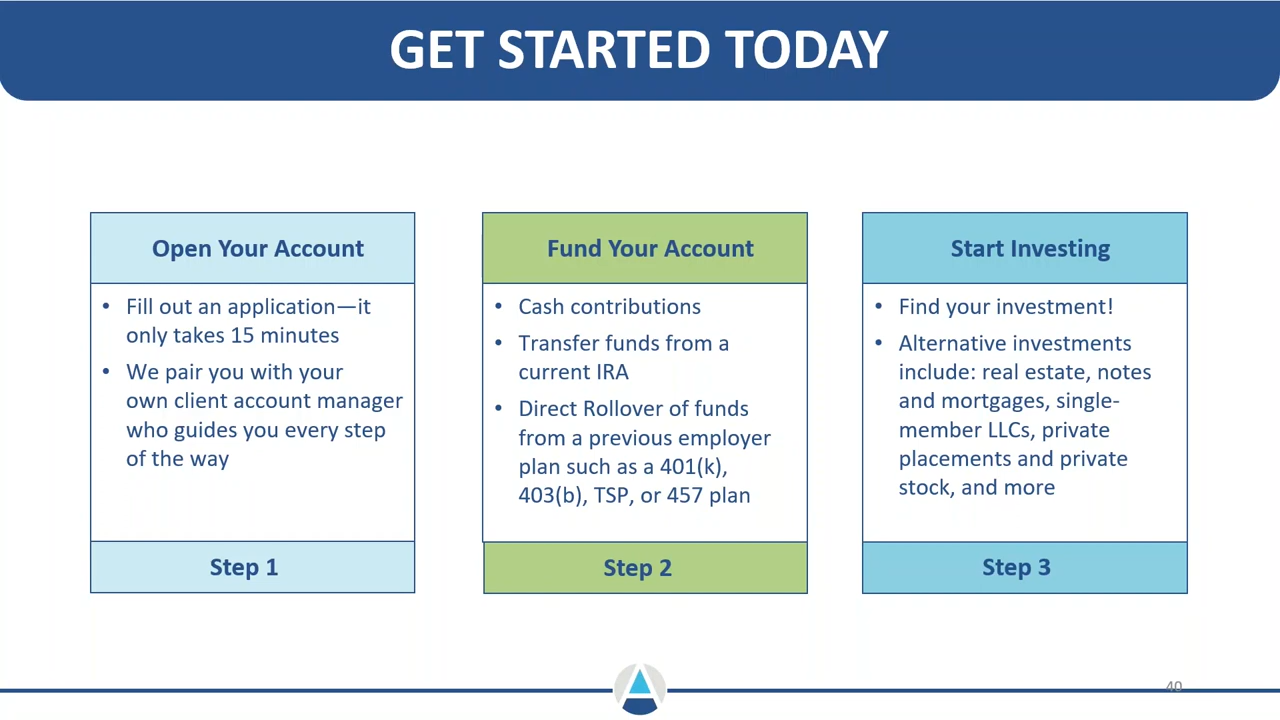 GET STARTED TODAY
Open Your Account
• Fill out an application—it
only takes 15 minutes
• We pair you with your
own client account manager
who guides you every step
of the way
Step 1
Fund Your Account
• Cash contributions
• Transfer funds from a
current IRA
• Direct Rollover of funds
from a previous employer
plan such as a 401(k),
403(b), TSP, or 457 plan
Step 2
Start Investing
• Find your investment!
• Alternative investments
include: real estate, notes
and mortgages, single-
member LLCs, private
placements and private
stock, and more
Step 3
40